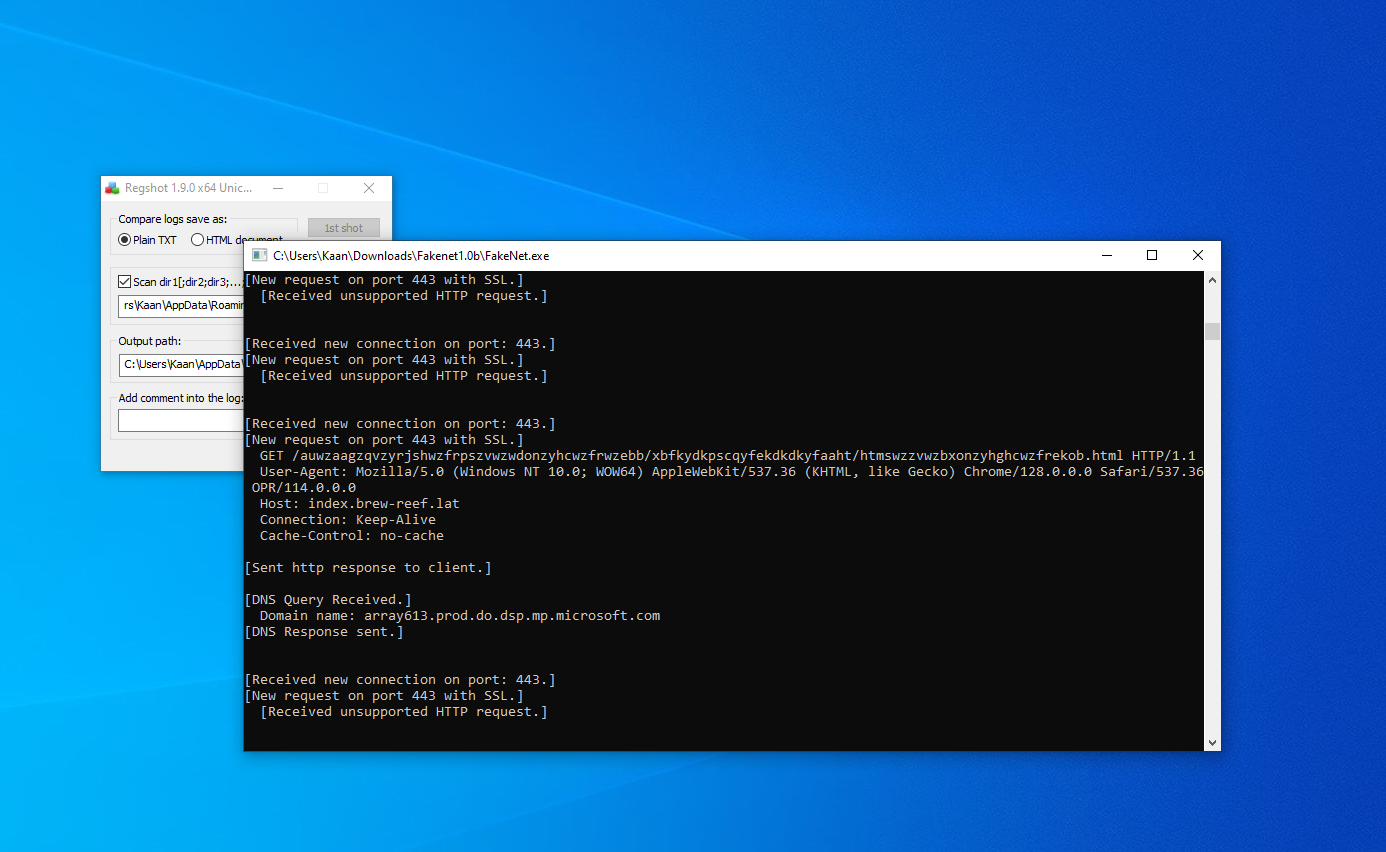 Regshot 1.9.0 x64 Unic...
Compare logs save as:
Plain TXT
HTML document
1st shot
Scan dir1[;dir2;dir3;...;
rs\Kaan\AppData\Roamin
Output path:
C:\Users\Kaan\AppData\
Add comment into the log:
C:\Users\Kaan\Downloads\Fakenet1.0b\FakeNet.exe
[New request on port 443 with SSL.]
[Received unsupported HTTP request.]
[Received new connection on port: 443.]
[New request on port 443 with SSL.]
[Received unsupported HTTP request.]
[Received new connection on port: 443.]
[New request on port 443 with SSL.]
GET /auwzaagzqvzyrjshwzfrpszvwzwdonzyhcwzfrwzebb/xbfkydkpscqyfekdkdkyfaaht/htmswzzvwzbxonzyhghcwzfrekob.html HTTP/1.1
User-Agent: Mozilla/5.0 (Windows NT 10.0; WOW64) AppleWebKit/537.36 (KHTML, like Gecko) Chrome/128.0.0.0 Safari/537.36
OPR/114.0.0.0
Host: index.brew-reef.lat
Connection: Keep-Alive
Cache-Control: no-cache
[Sent http response to client.]
[DNS Query Received.]
Domain name: array613.prod.do.dsp.mp.microsoft.com
[DNS Response sent.]
[Received new connection on port: 443.]
[New request on port 443 with SSL.]
[Received unsupported HTTP request.]